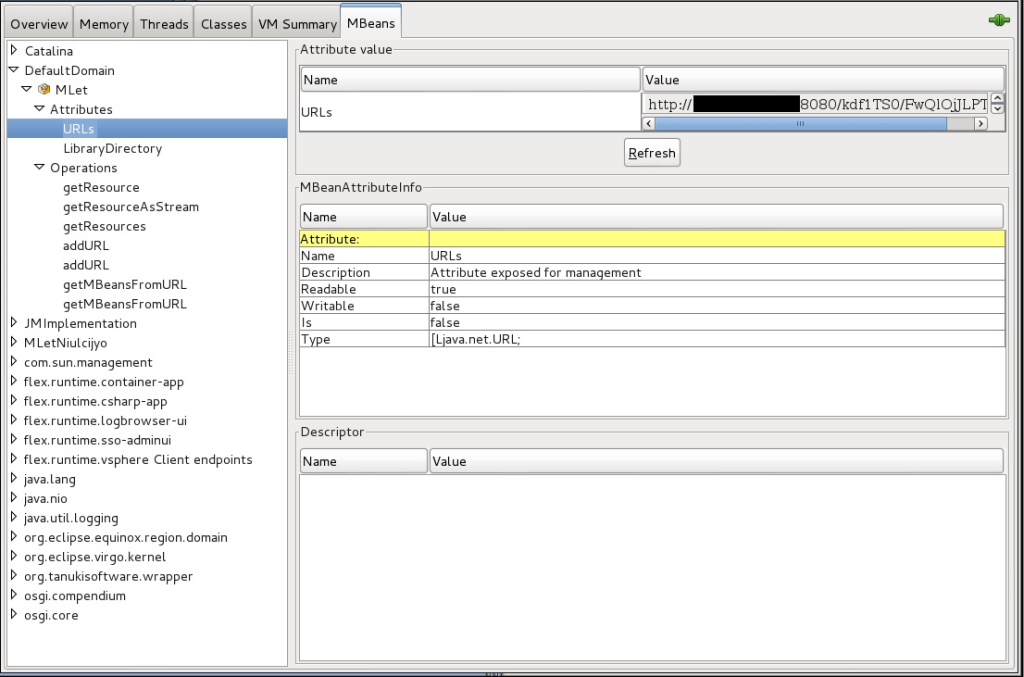 Overview Memory Threads Classes VM Summary MBeans
Catalina
DefaultDomain
MLet
Attributes
URLs
LibraryDirectory
Operations
getResource
getResourceAsStream
getResources
addURL
addURL
getMBeansFromURL
getMBeansFromURL
JMImplementation
MLetNiulcijyo
com.sun.management
flex.runtime.container-app
flex.runtime.csharp-app
flex.runtime.logbrowser-ui
flex.runtime.sso-adminui
flex.runtime.vsphere Client endpoints
java.lang
java.nio
java.util.logging
org.eclipse.equinox.region.domain
org.eclipse.virgo.kernel
org.tanukisoftware.wrapper
osgi.compendium
osgi.core
Attribute value
Name Value
URLs http:// 8080/kdf1TS0/FwQlOjJLPT
Refresh
MBeanAttributeInfo
Name Value
Attribute:
Name URLs
Description Attribute exposed for management
Readable true
Writable false
Is false
Type [Ljava.net.URL;
Descriptor
Name Value